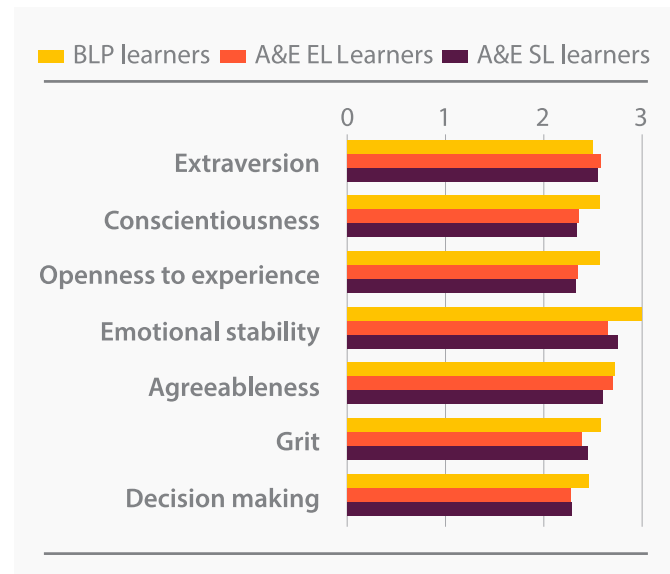 BLP learners A&E EL Learners A&E SL learners
0 1 2 3
Extraversion
Conscientiousness
Openness to experience
Emotional stability
Agreeableness
Grit
Decision making